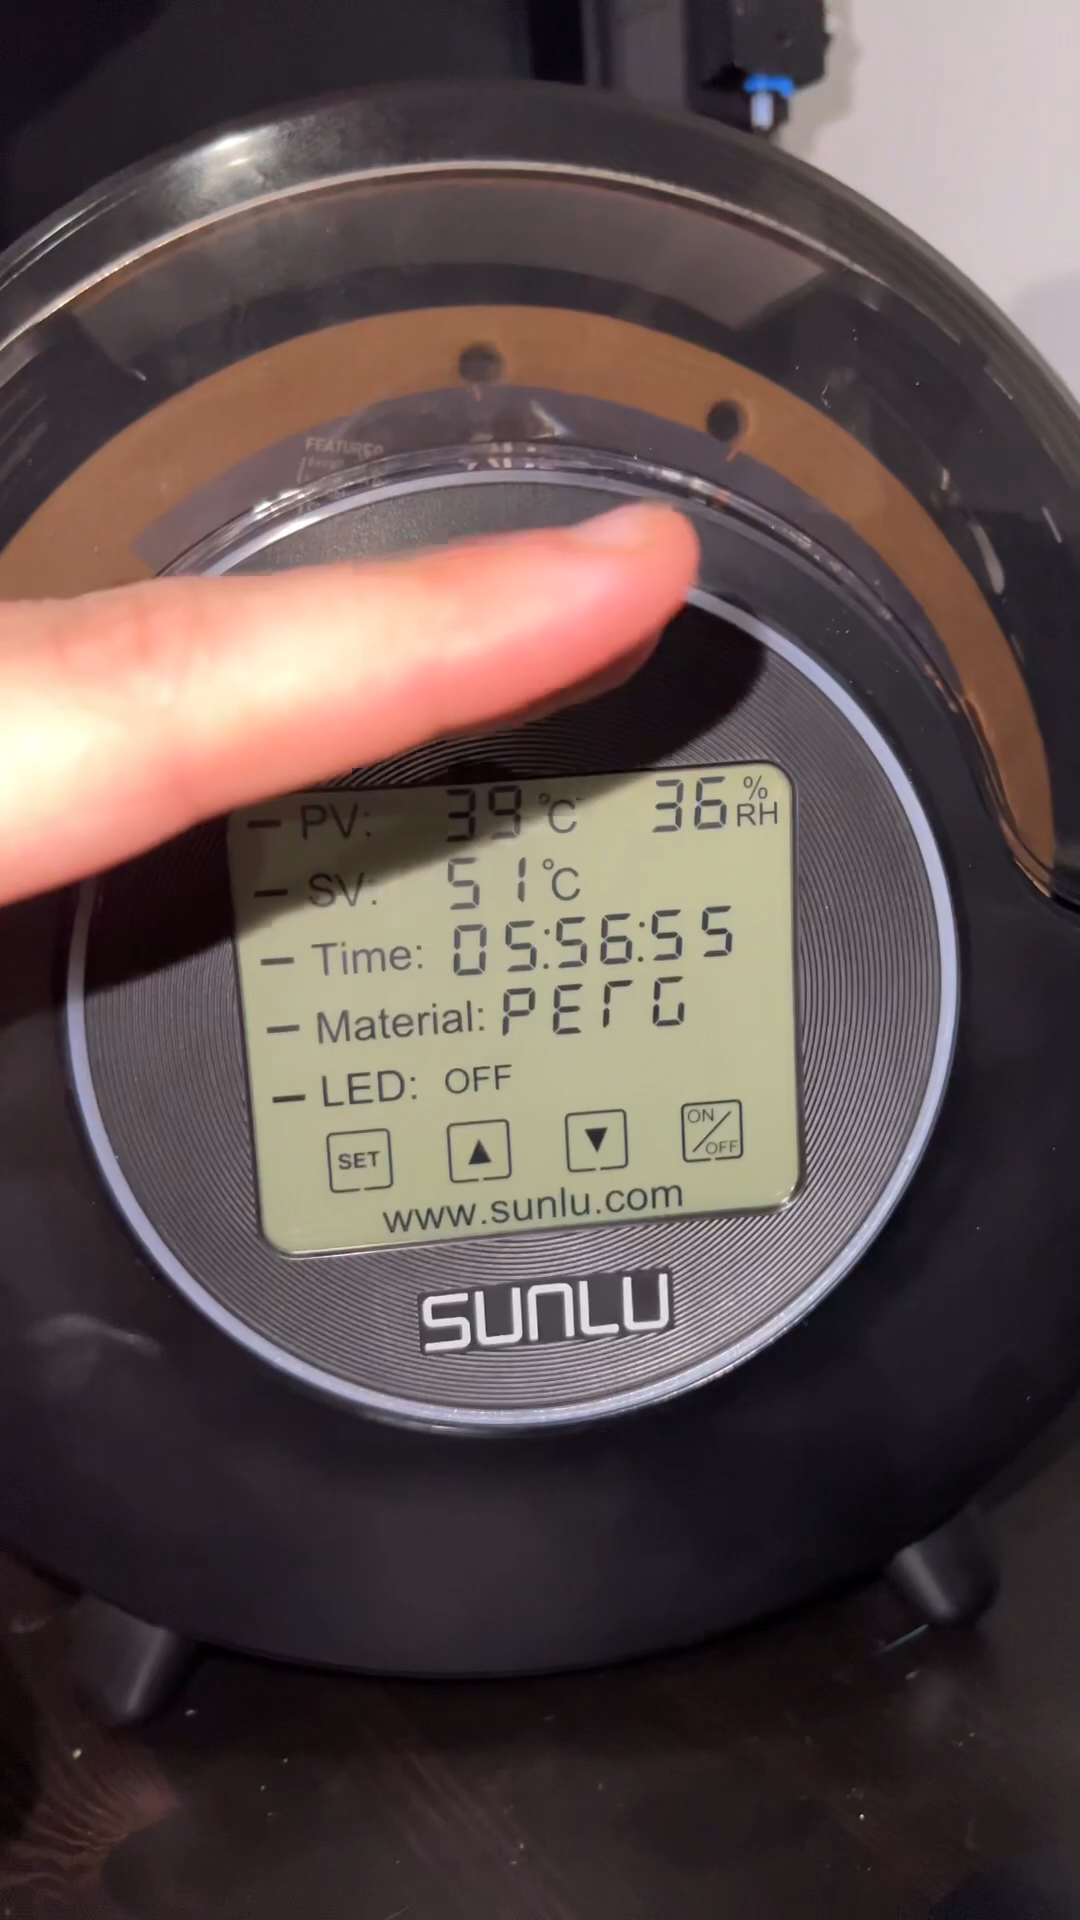 FEATURES
PV: 39°C 36%RH
SV: 51°C
Time: 05:56:55
Material: PETG
LED: OFF
SET ▲ ▼ ON/OFF
www.sunlu.com
SUNLU